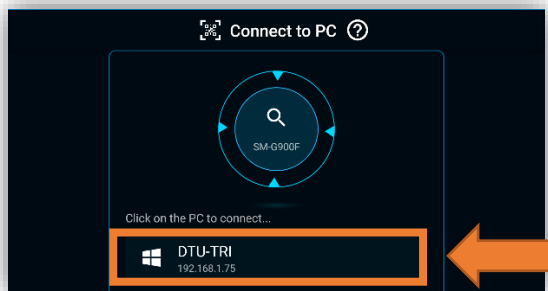 Connect to PC ?
SM-G900F
Click on the PC to connect...
DTU-TRI
192.168.1.75